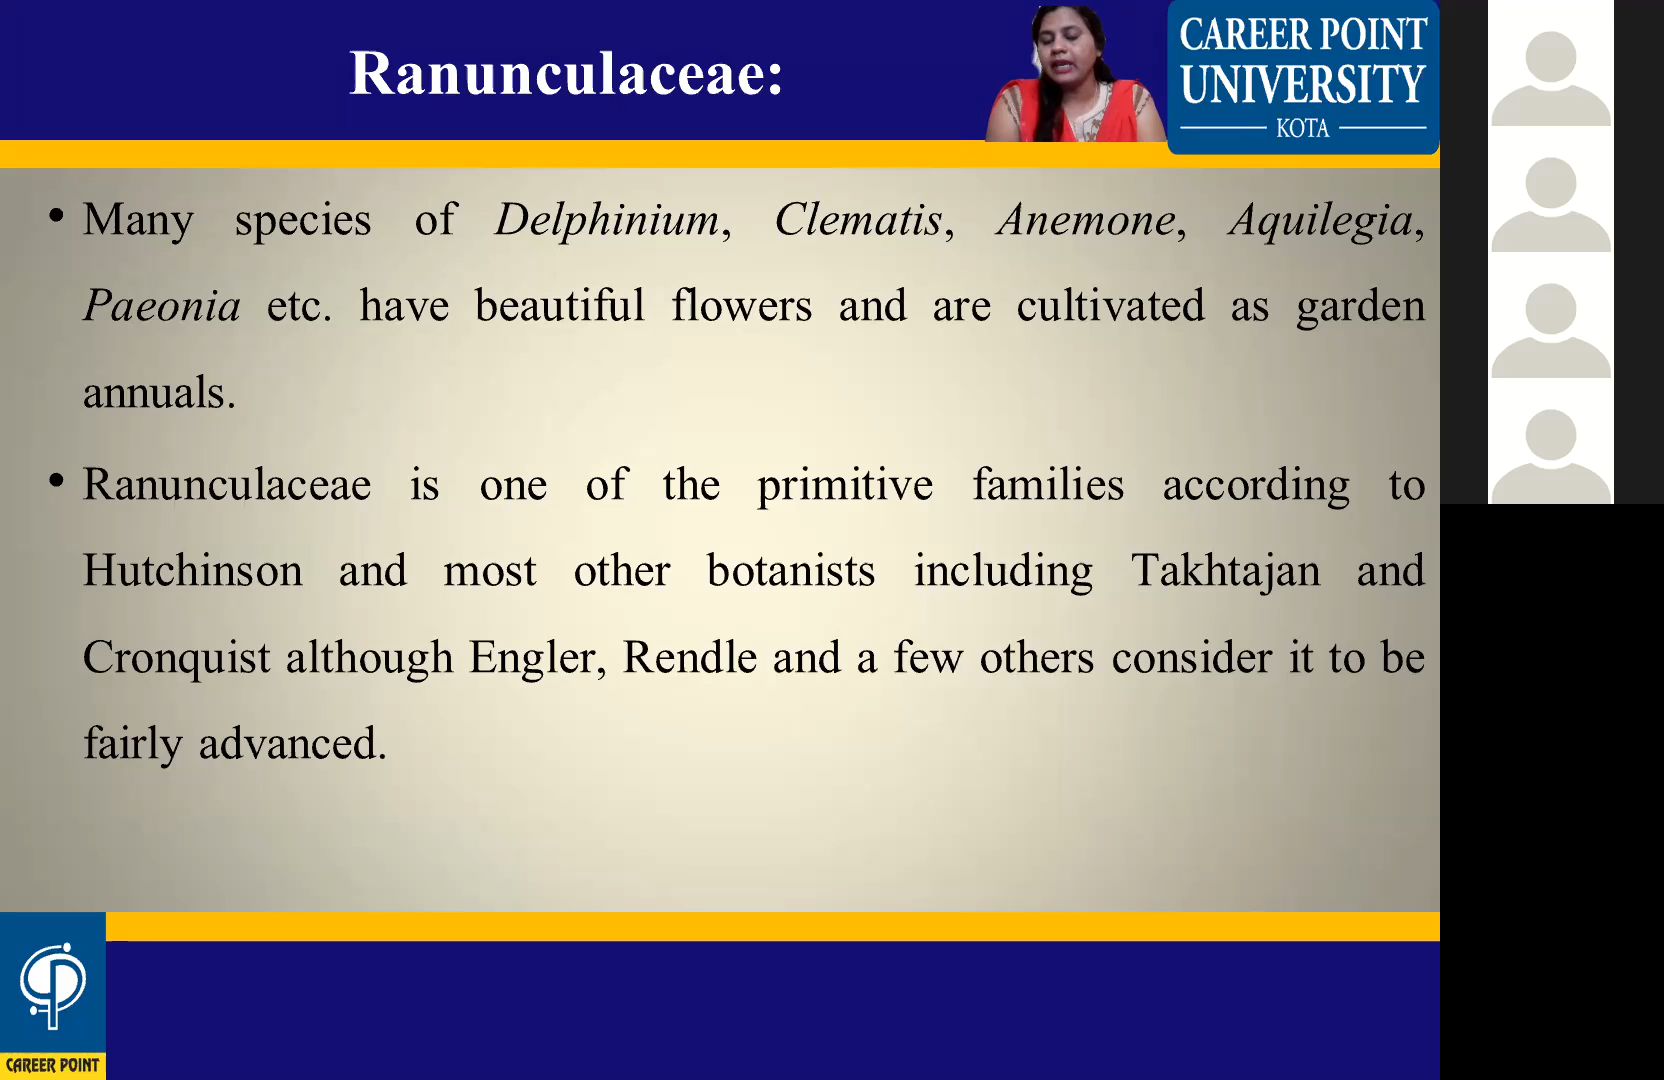 Ranunculaceae:
CAREER POINT
UNIVERSITY
KOTA
• Many species of Delphinium, Clematis, Anemone, Aquilegia,
Paeonia etc. have beautiful flowers and are cultivated as garden
annuals.
• Ranunculaceae is one of the primitive families according to
Hutchinson and most other botanists including Takhtajan and
Cronquist although Engler, Rendle and a few others consider it to be
fairly advanced.
CAREER POINT